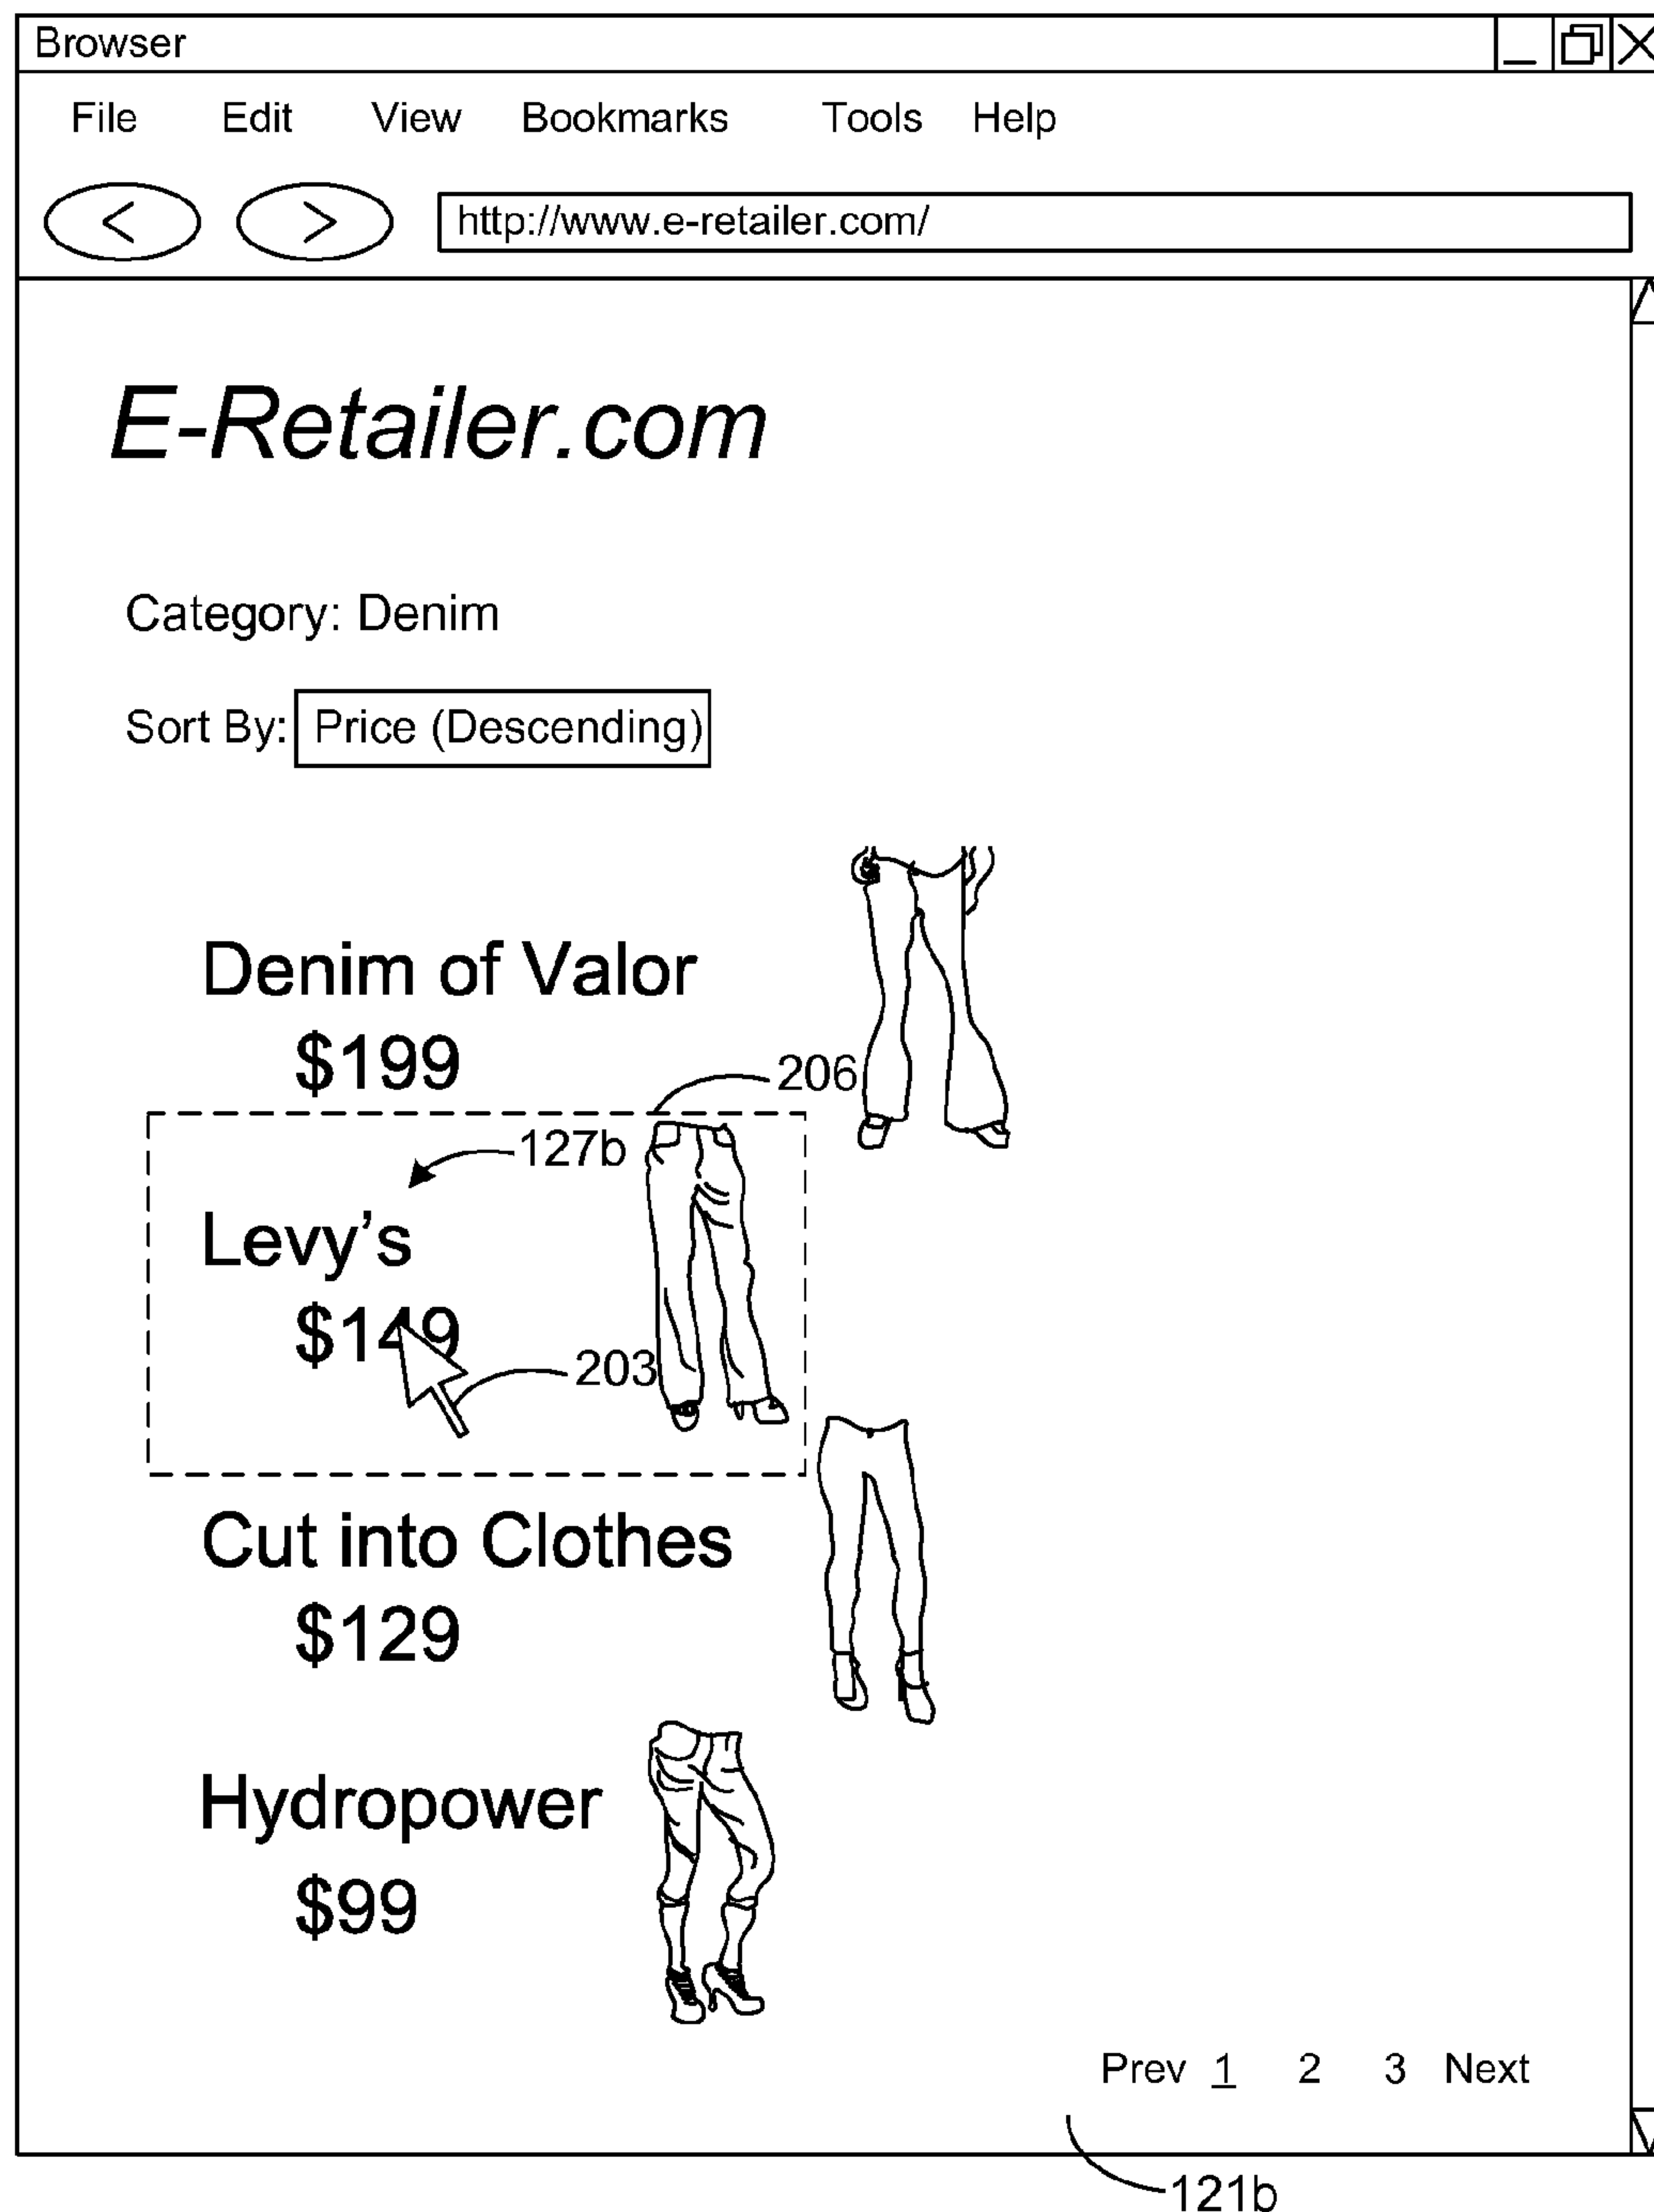 Browser
File Edit View Bookmarks Tools Help
< > http://www.e-retailer.com/
E-Retailer.com
Category: Denim
Sort By: Price (Descending)
Denim of Valor
$199
206
127b
Levy's
$149
203
Cut into Clothes
$129
Hydropower
$99
Prev 1 2 3 Next
121b